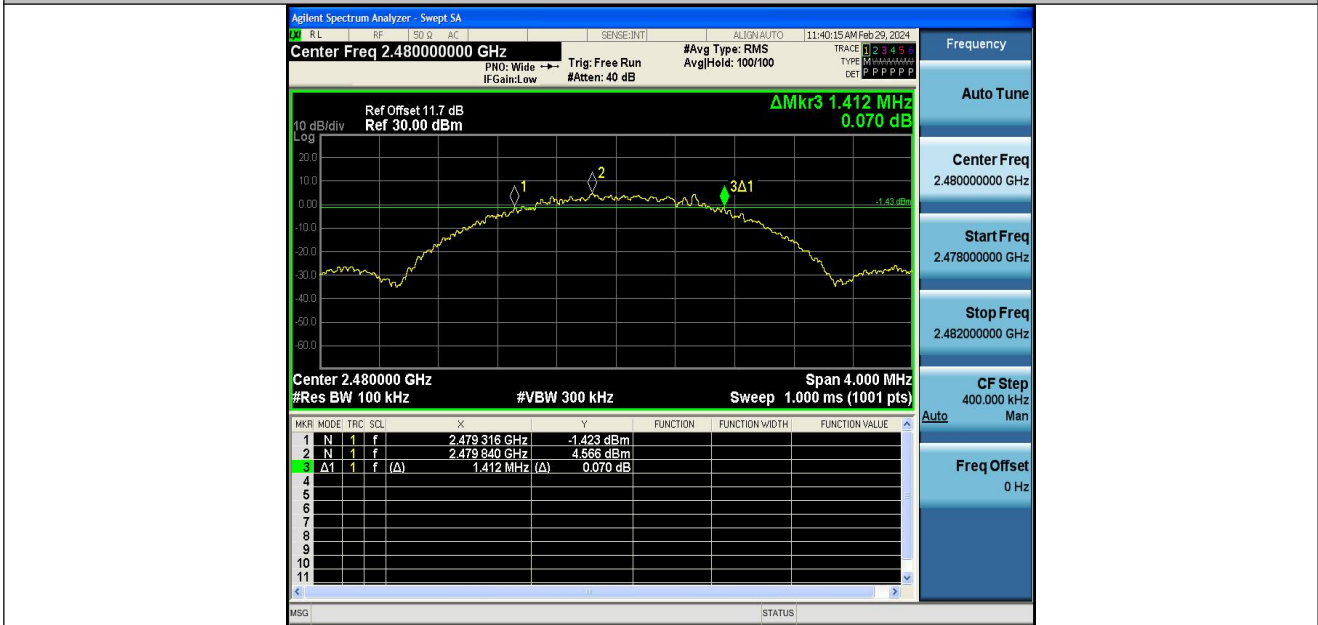 Agilent Spectrum Analyzer - Swept SA
LXI RL RF 50 Ω AC SENSE:INT ALIGNAUTO 11:40:15 AM Feb 29, 2024
Center Freq 2.480000000 GHz #Avg Type: RMS TRACE 1 2 3 4 5 6
PNO: Wide Trig: Free Run Avg|Hold: 100/100 TYPE M W W W W W
IFGain:Low #Atten: 40 dB DET P P P P P P
Frequency
Auto Tune
Center Freq
2.480000000 GHz
Start Freq
2.478000000 GHz
Stop Freq
2.482000000 GHz
CF Step
400.000 kHz
Auto Man
Freq Offset
0 Hz
ΔMkr3 1.412 MHz
0.070 dB
Ref Offset 11.7 dB
10 dB/div Ref 30.00 dBm
Log
20.0
10.0
0.00
-10.0
-20.0
-30.0
-40.0
-50.0
-60.0
1
2
3Δ1
-1.43 dBm
Center 2.480000 GHz Span 4.000 MHz
#Res BW 100 kHz #VBW 300 kHz Sweep 1.000 ms (1001 pts)
MKR MODE TRC SCL X Y FUNCTION FUNCTION WIDTH FUNCTION VALUE
1 N 1 f 2.479 316 GHz -1.423 dBm
2 N 1 f 2.479 840 GHz 4.566 dBm
3 Δ1 1 f (Δ) 1.412 MHz (Δ) 0.070 dB
4
5
6
7
8
9
10
11
MSG STATUS